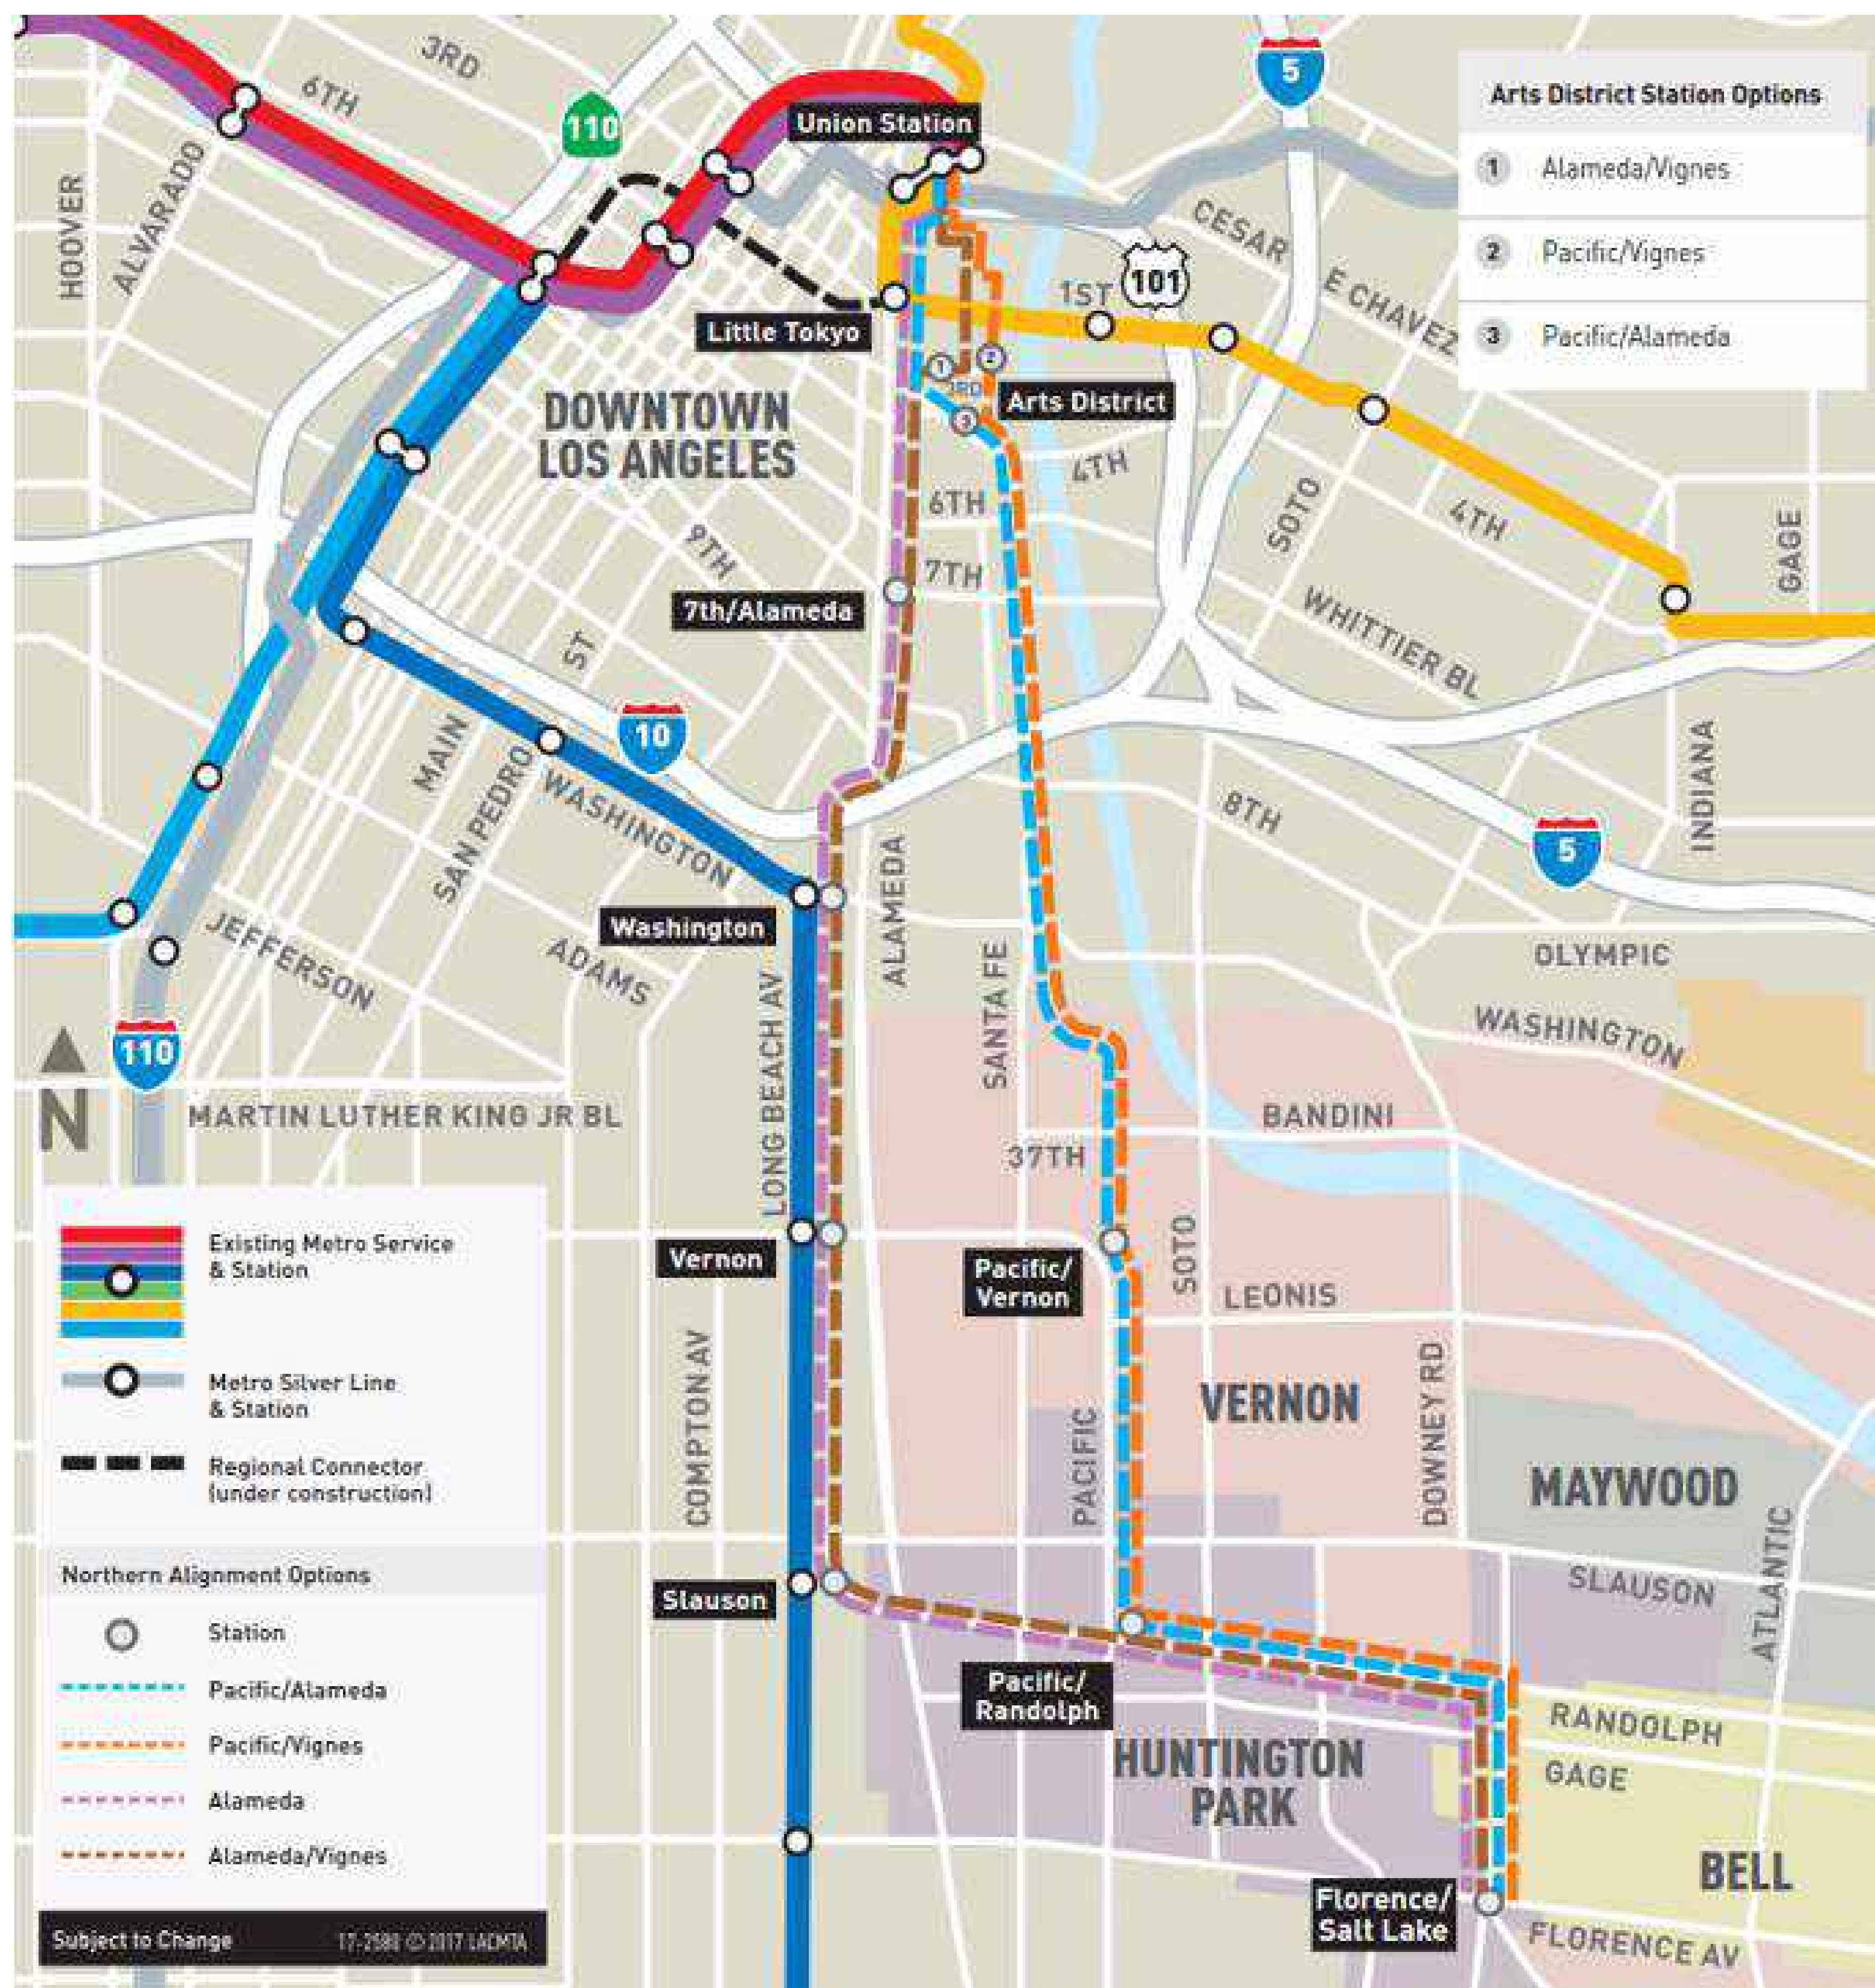 3RD
6TH
110
5
Union Station
Arts District Station Options
1 Alameda/Vignes
2 Pacific/Vignes
3 Pacific/Alameda
HOOVER
ALVARADO
CESAR
E CHAVEZ
101
1ST
Little Tokyo
1
2
3RD
3
Arts District
DOWNTOWN
LOS ANGELES
4TH
6TH
7TH
9TH
SOTO
4TH
GAGE
7th/Alameda
WHITTIER BL
ST
10
MAIN
SAN PEDRO
WASHINGTON
8TH
INDIANA
5
ALAMEDA
Washington
JEFFERSON
ADAMS
OLYMPIC
WASHINGTON
SANTA FE
LONG BEACH AV
110
N
MARTIN LUTHER KING JR BL
BANDINI
37TH
Vernon
Pacific/
Vernon
SOTO
LEONIS
COMPTON AV
PACIFIC
VERNON
DOWNEY RD
MAYWOOD
ATLANTIC
SLAUSON
Slauson
Pacific/
Randolph
RANDOLPH
GAGE
HUNTINGTON
PARK
BELL
Florence/
Salt Lake
FLORENCE AV
Existing Metro Service
& Station
Metro Silver Line
& Station
Regional Connector
(under construction)
Northern Alignment Options
Station
Pacific/Alameda
Pacific/Vignes
Alameda
Alameda/Vignes
Subject to Change
17-2580 © 2017 LACMTA